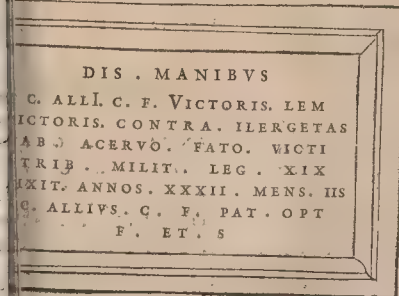 DIS . MANIBVS
C. ALLI. C. F. VICTORIS. LEM
ICTORIS. CONTRA. ILERGETAS
AB ACERVO. FATO. VICTI
TRIB . MILIT. LEG . XIX
IXIT. ANNOS . XXXII. MENS. IIS
C. ALLIVS. C. F. PAT. OPT
F. ET. S